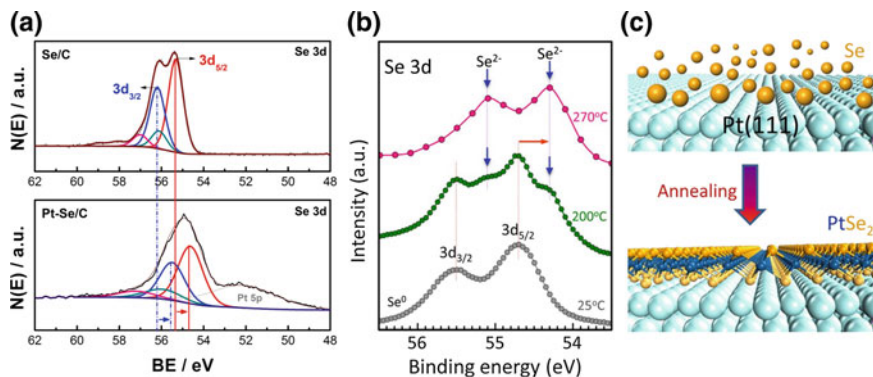 (a)
Se/C
Se 3d
3d5/2
3d3/2
N(E) / a.u.
62 60 58 56 54 52 50 48
Pt-Se/C
Se 3d
N(E) / a.u.
Pt 5p
62 60 58 56 54 52 50 48
BE / eV
(b)
Se 3d
Se2-
Se2-
270°C
200°C
3d3/2
3d5/2
Se0
25°C
Intensity (a.u.)
56 55 54
Binding energy (eV)
(c)
Se
Pt(111)
Annealing
PtSe2